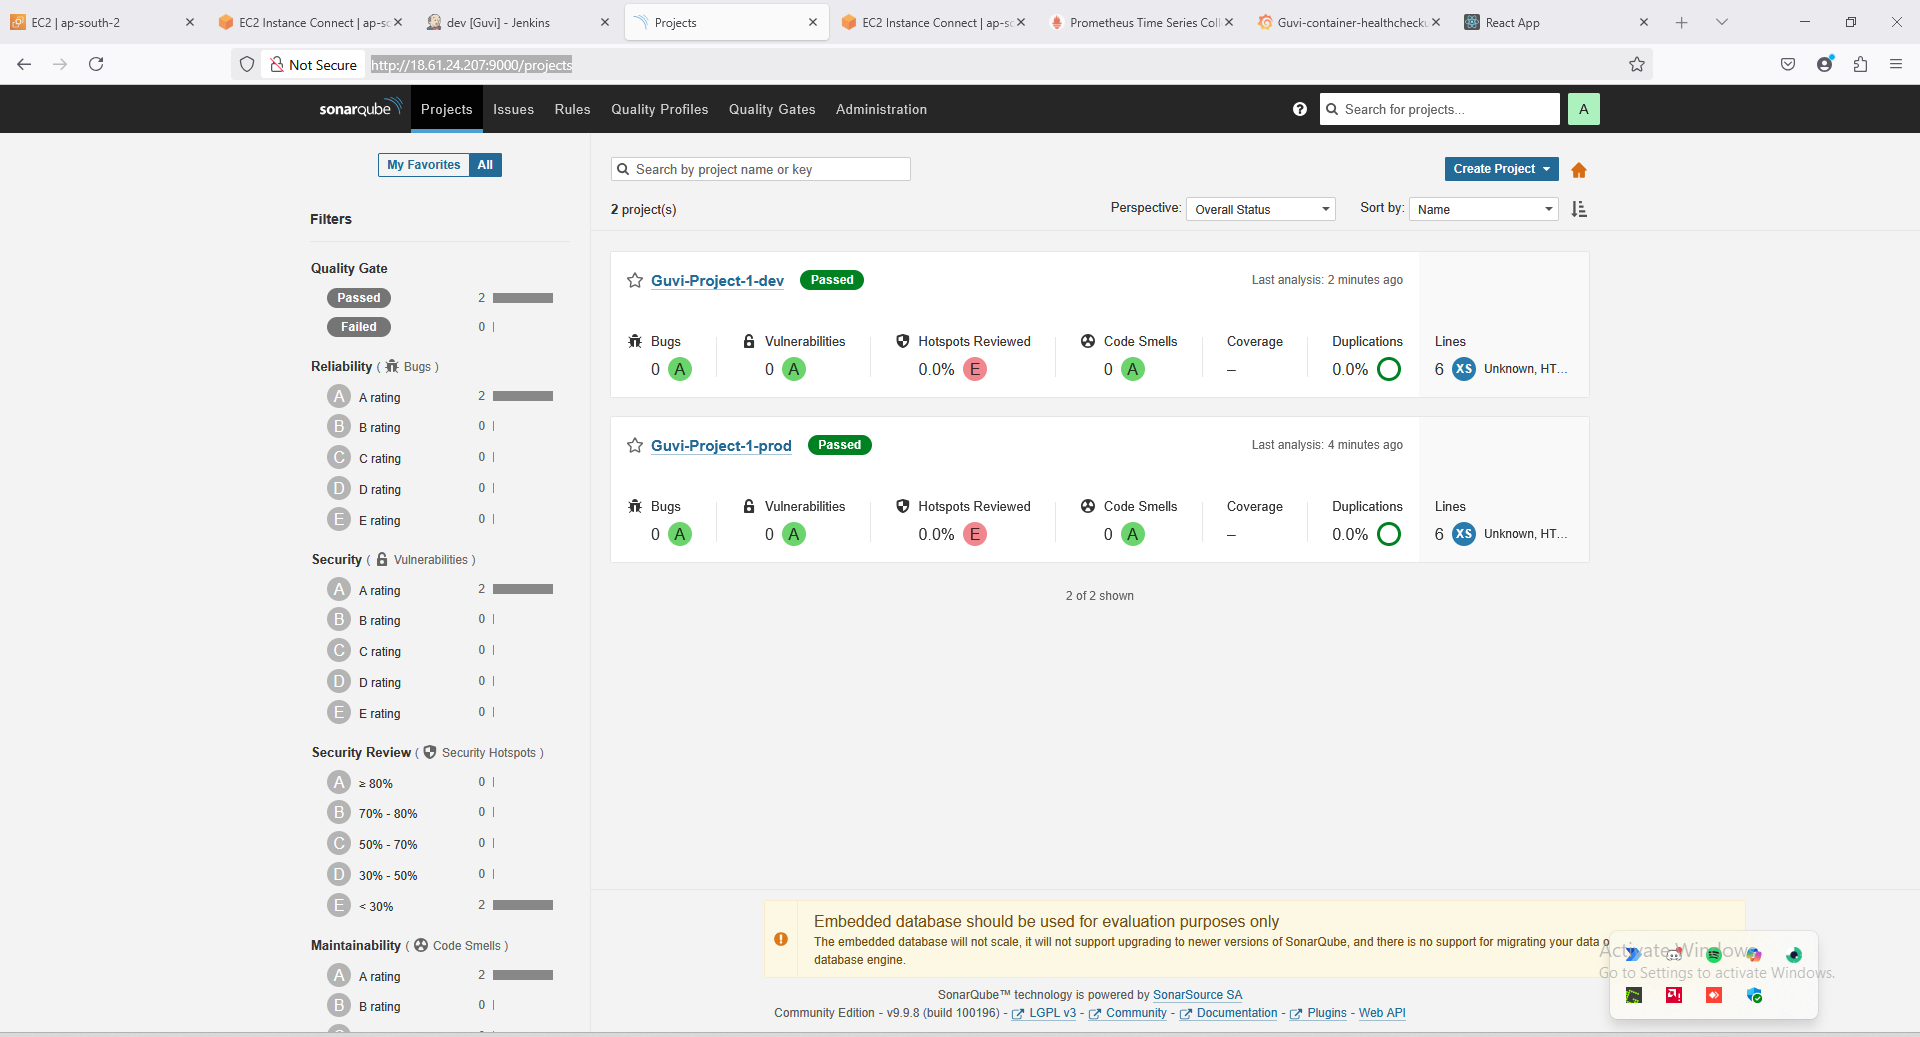 EC2 | ap-south-2
EC2 Instance Connect | ap-sc
dev [Guvi] - Jenkins
Projects
EC2 Instance Connect | ap-sc
Prometheus Time Series Coll
Guvi-container-healthchecku
React App
Not Secure
http://18.61.24.207:9000/projects
sonarqube
Projects
Issues
Rules
Quality Profiles
Quality Gates
Administration
Search for projects...
A
My Favorites
All
Filters
Quality Gate
Passed 2
Failed 0
Reliability ( Bugs )
A A rating 2
B B rating 0
C C rating 0
D D rating 0
E E rating 0
Security ( Vulnerabilities )
A A rating 2
B B rating 0
C C rating 0
D D rating 0
E E rating 0
Security Review ( Security Hotspots )
A ≥ 80% 0
B 70% - 80% 0
C 50% - 70% 0
D 30% - 50% 0
E < 30% 2
Maintainability ( Code Smells )
A A rating 2
B B rating 0
Search by project name or key
Create Project
2 project(s)
Perspective: Overall Status
Sort by: Name
Guvi-Project-1-dev Passed Last analysis: 2 minutes ago
Bugs Vulnerabilities Hotspots Reviewed Code Smells Coverage Duplications Lines
0 A 0 A 0.0% E 0 A – 0.0% 6 XS Unknown, HT...
Guvi-Project-1-prod Passed Last analysis: 4 minutes ago
Bugs Vulnerabilities Hotspots Reviewed Code Smells Coverage Duplications Lines
0 A 0 A 0.0% E 0 A – 0.0% 6 XS Unknown, HT...
2 of 2 shown
Embedded database should be used for evaluation purposes only
The embedded database will not scale, it will not support upgrading to newer versions of SonarQube, and there is no support for migrating your data o
database engine.
Activate Windows
Go to Settings to activate Windows.
SonarQube™ technology is powered by SonarSource SA
Community Edition - v9.9.8 (build 100196) - LGPL v3 - Community - Documentation - Plugins - Web API